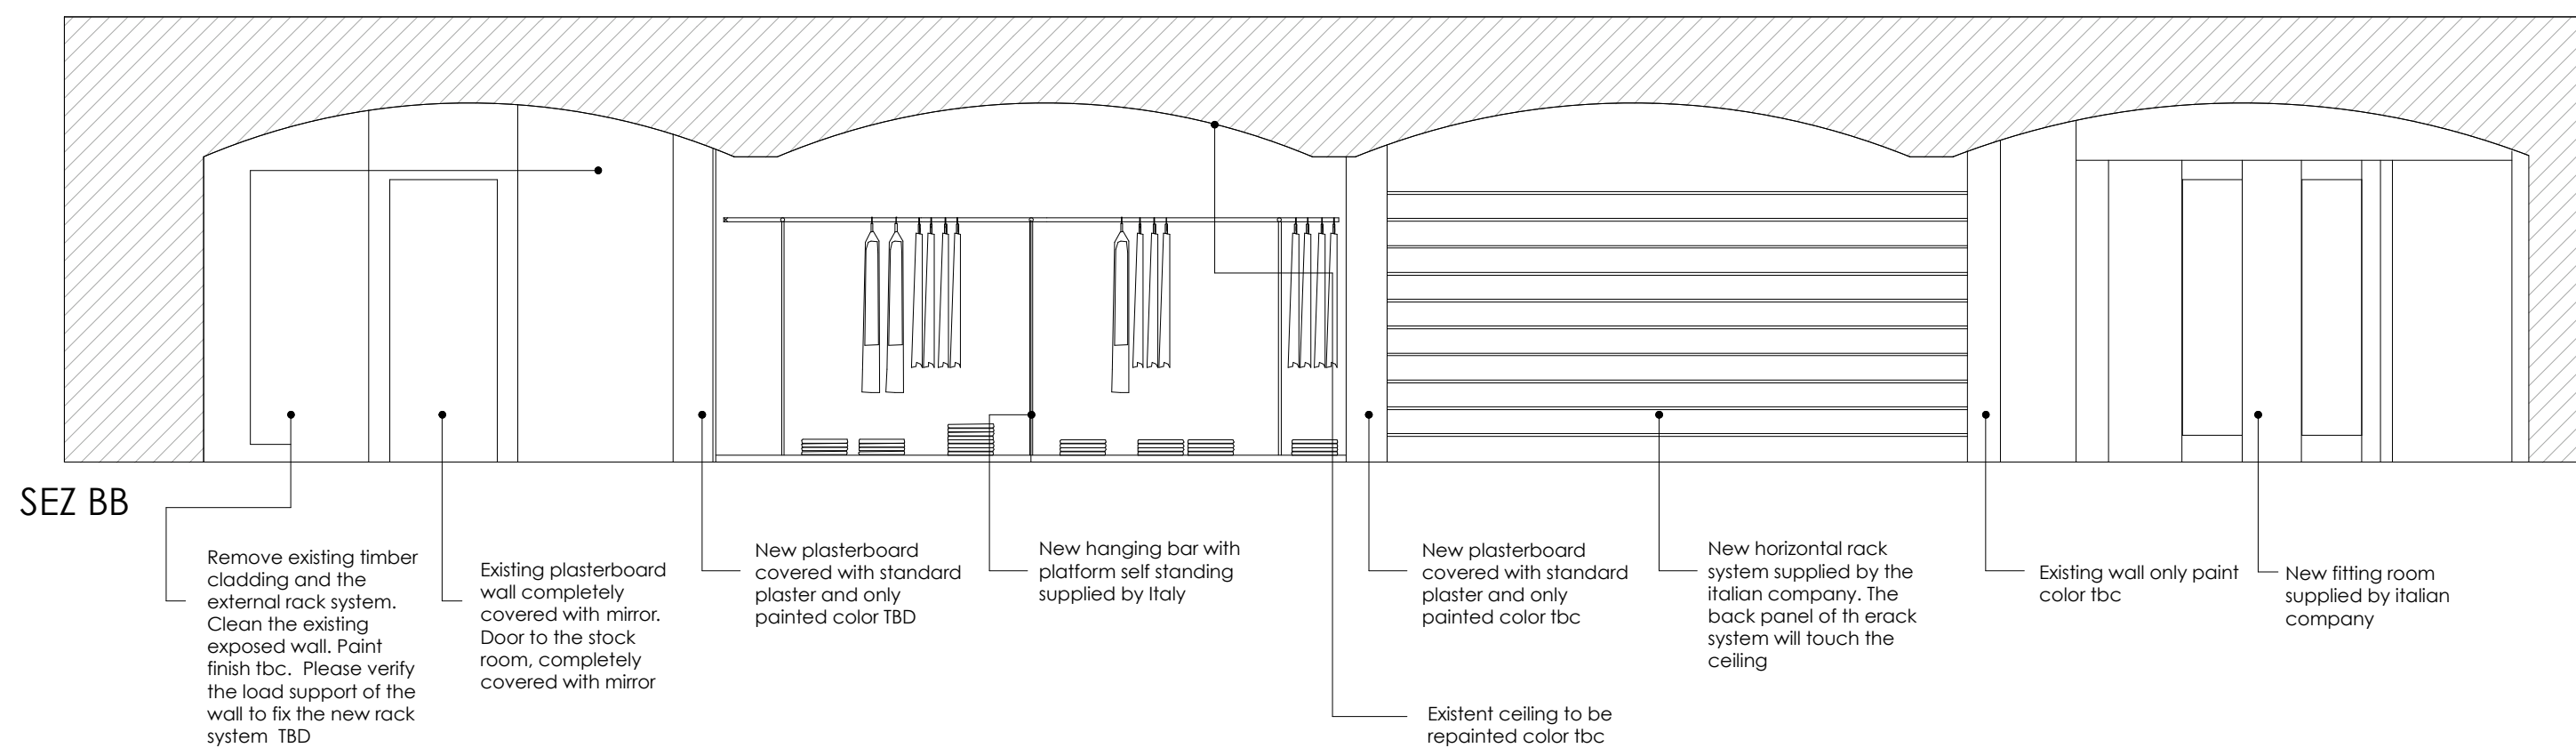 SEZ BB
Remove existing timber
cladding and the
external rack system.
Clean the existing
exposed wall. Paint
finish tbc.  Please verify
the load support of the
wall to fix the new rack
system  TBD
Existing plasterboard
wall completely
covered with mirror.
Door to the stock
room, completely
covered with mirror
New plasterboard
covered with standard
plaster and only
painted color TBD
New hanging bar with
platform self standing
supplied by Italy
New plasterboard
covered with standard
plaster and only
painted color tbc
Existent ceiling to be
repainted color tbc
New horizontal rack
system supplied by the
italian company. The
back panel of th erack
system will touch the
ceiling
Existing wall only paint
color tbc
New fitting room
supplied by italian
company